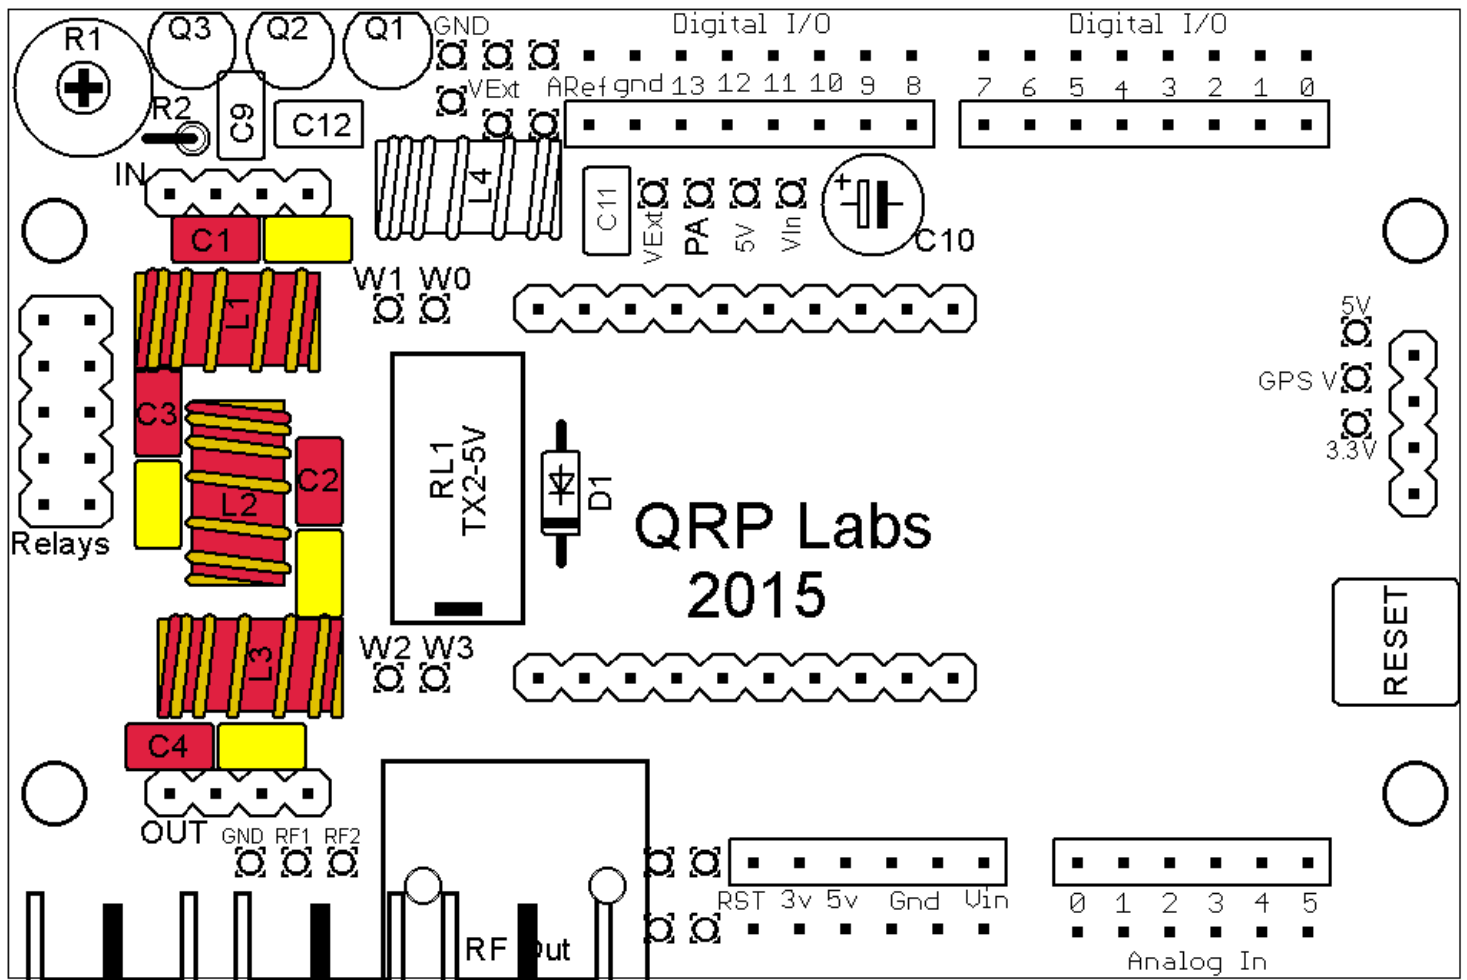 R1
Q3
Q2
Q1
GND
Digital I/O
Digital I/O
VExt
ARef gnd 13 12 11 10 9 8
7 6 5 4 3 2 1 0
R2
C9
C12
IN
L4
C11
VExt
PA
5V
VIn
+
C10
C1
L1
W1 W0
5V
GPS V
3.3V
C3
C2
L2
RL1
TX2-5V
D1
QRP Labs
2015
Relays
RESET
L3
W2 W3
C4
OUT
GND RF1 RF2
RST 3v 5v Gnd Vin
0 1 2 3 4 5
RF Out
Analog In